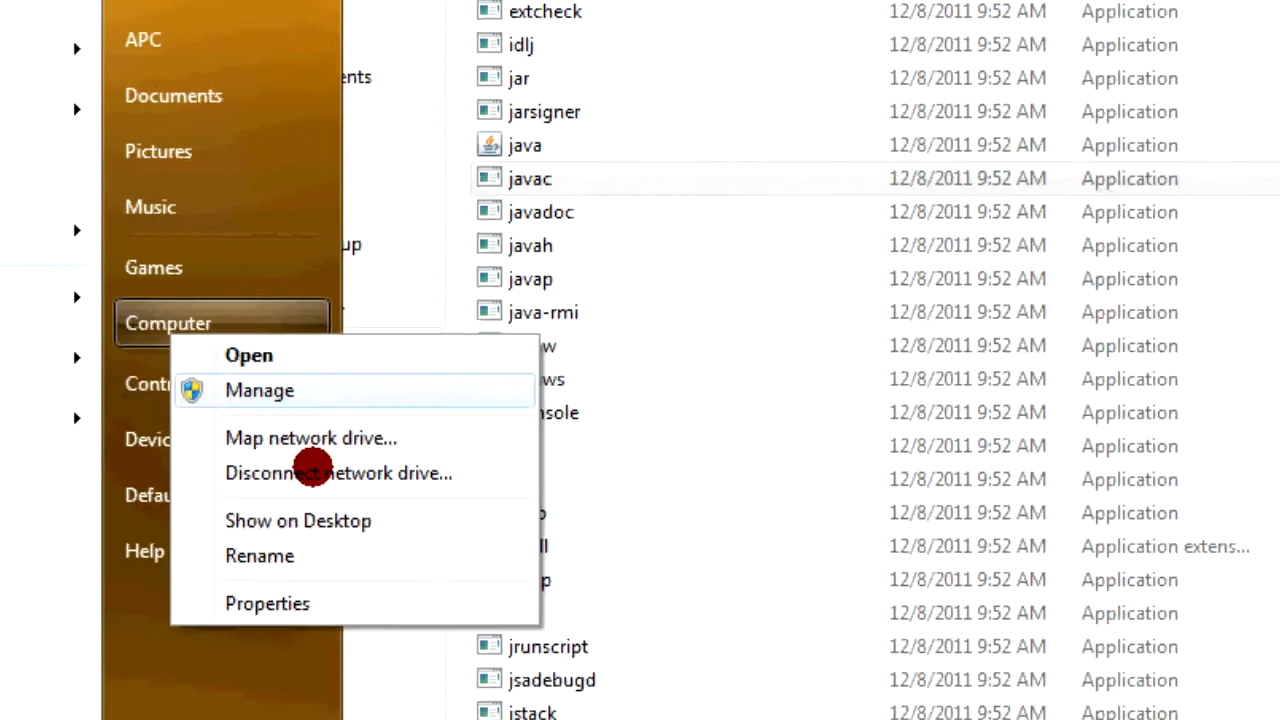 APC
Documents
Pictures
Music
Games
Computer
Open
Manage
Map network drive...
Disconnect network drive...
Show on Desktop
Rename
Properties
Help
extcheck 12/8/2011 9:52 AM Application
idlj 12/8/2011 9:52 AM Application
jar 12/8/2011 9:52 AM Application
jarsigner 12/8/2011 9:52 AM Application
java 12/8/2011 9:52 AM Application
javac 12/8/2011 9:52 AM Application
javadoc 12/8/2011 9:52 AM Application
javah 12/8/2011 9:52 AM Application
javap 12/8/2011 9:52 AM Application
java-rmi 12/8/2011 9:52 AM Application
12/8/2011 9:52 AM Application
12/8/2011 9:52 AM Application
12/8/2011 9:52 AM Application
12/8/2011 9:52 AM Application
12/8/2011 9:52 AM Application
12/8/2011 9:52 AM Application
12/8/2011 9:52 AM Application extens...
12/8/2011 9:52 AM Application
12/8/2011 9:52 AM Application
jrunscript 12/8/2011 9:52 AM Application
jsadebugd 12/8/2011 9:52 AM Application
jstack 12/8/2011 9:52 AM Application